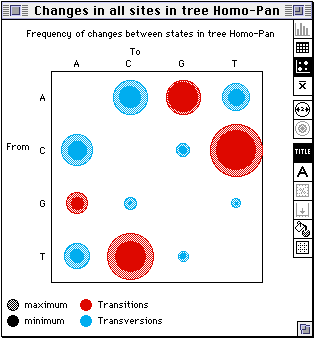 Changes in all sites in tree Homo-Pan
Frequency of changes between states in tree Homo-Pan
To
A C G T
A
From C
G
T
maximum Transitions
minimum Transversions
x
2
TITLE
A